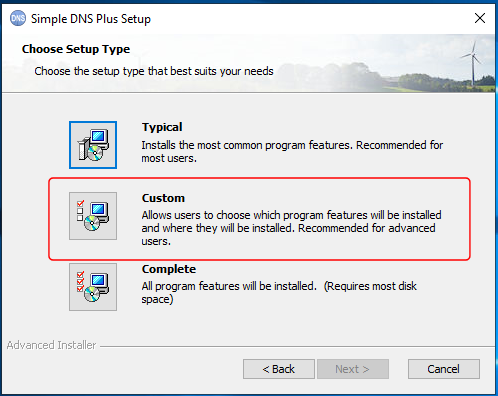 DNS Simple DNS Plus Setup
Choose Setup Type
Choose the setup type that best suits your needs
Typical
Installs the most common program features. Recommended for
most users.
Custom
Allows users to choose which program features will be installed
and where they will be installed. Recommended for advanced
users.
Complete
All program features will be installed. (Requires most disk
space)
Advanced Installer
< Back Next > Cancel